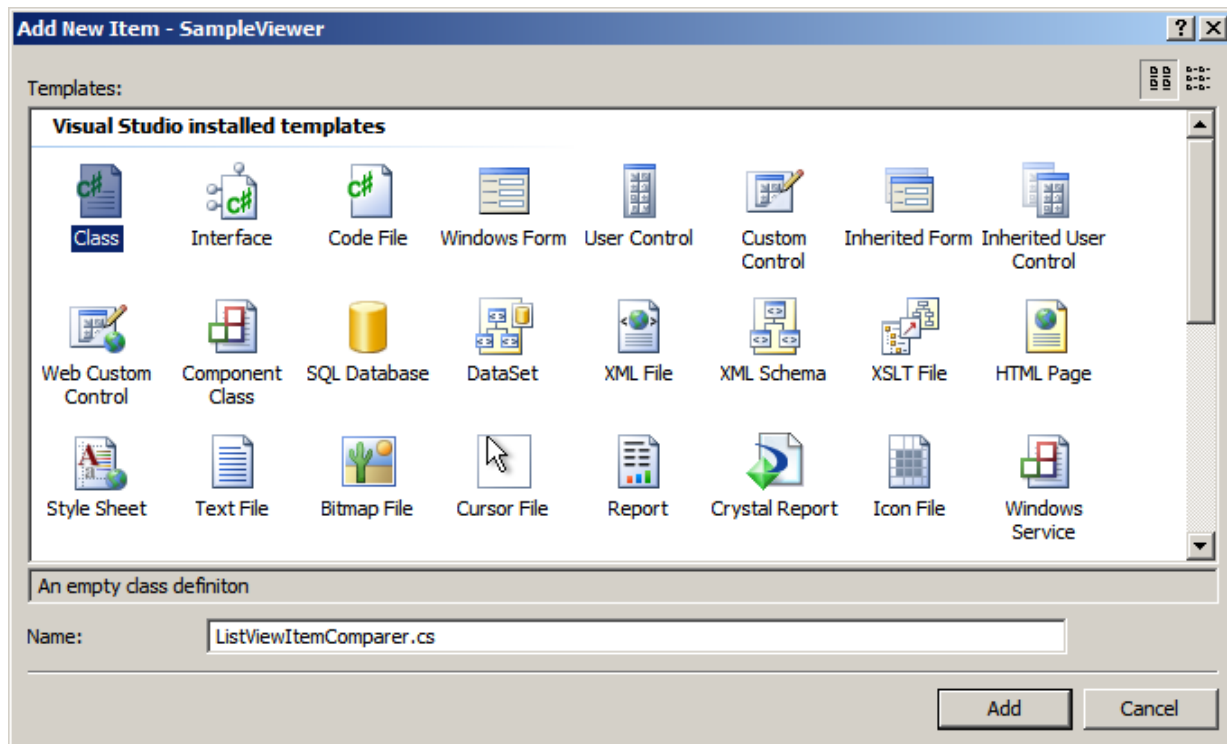 Add New Item - SampleViewer
Templates:
Visual Studio installed templates
Class
Interface
Code File
Windows Form
User Control
Custom
Control
Inherited Form
Inherited User
Control
Web Custom
Control
Component
Class
SQL Database
DataSet
XML File
XML Schema
XSLT File
HTML Page
Style Sheet
Text File
Bitmap File
Cursor File
Report
Crystal Report
Icon File
Windows
Service
An empty class definiton
Name:
ListViewItemComparer.cs
Add
Cancel